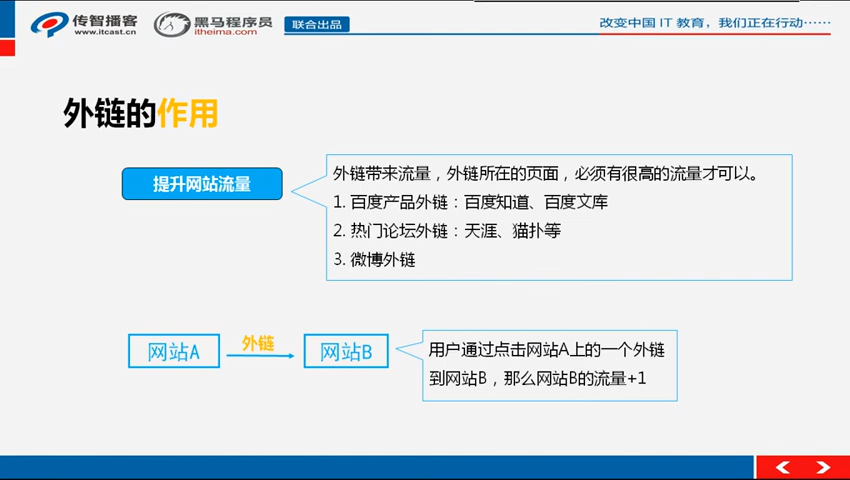 传智播客
www.itcast.cn
黑马程序员
itheima.com
联合出品
改变中国 IT 教育，我们正在行动……
外链的作用
提升网站流量
外链带来流量，外链所在的页面，必须有很高的流量才可以。
1. 百度产品外链：百度知道、百度文库
2. 热门论坛外链：天涯、猫扑等
3. 微博外链
网站A
外链
网站B
用户通过点击网站A上的一个外链
到网站B，那么网站B的流量+1